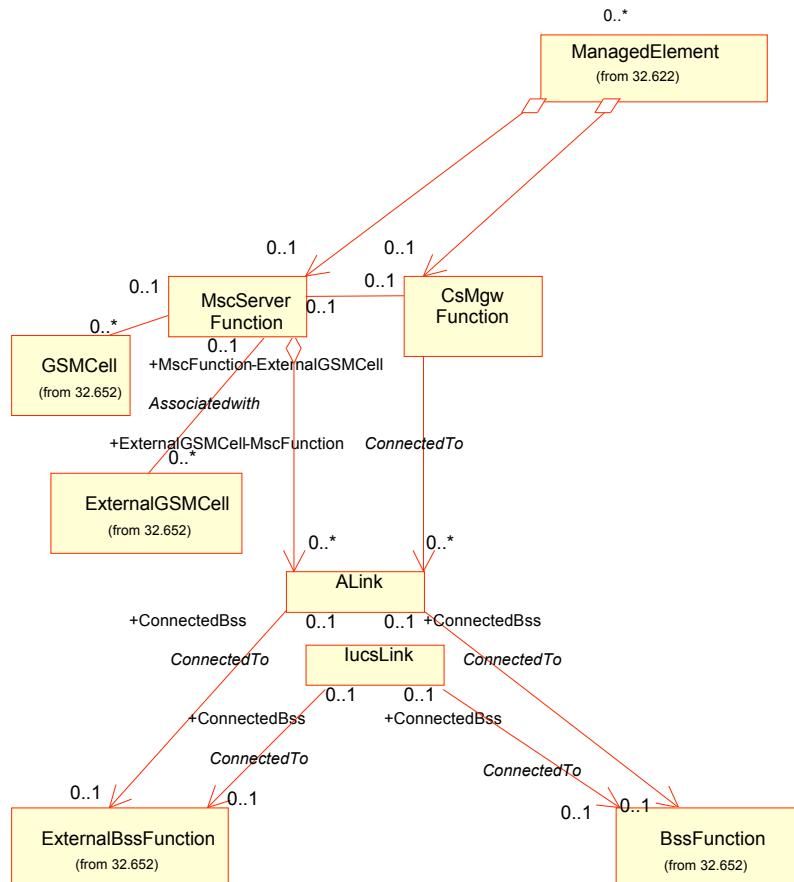 0..*
ManagedElement
(from 32.622)
0..1
0..1
0..1
0..1
MscServer
Function
0..1
CsMgw
Function
0..*
0..1
GSMCell
(from 32.652)
+MscFunction-ExternalGSMCell
Associatedwith
+ExternalGSMCell-MscFunction
ConnectedTo
0..*
ExternalGSMCell
(from 32.652)
0..*
0..*
ALink
+ConnectedBss
0..1
0..1
+ConnectedBss
ConnectedTo
IucsLink
ConnectedTo
0..1
0..1
+ConnectedBss
+ConnectedBss
ConnectedTo
ConnectedTo
0..1
0..1
0..1
0..1
ExternalBssFunction
(from 32.652)
BssFunction
(from 32.652)